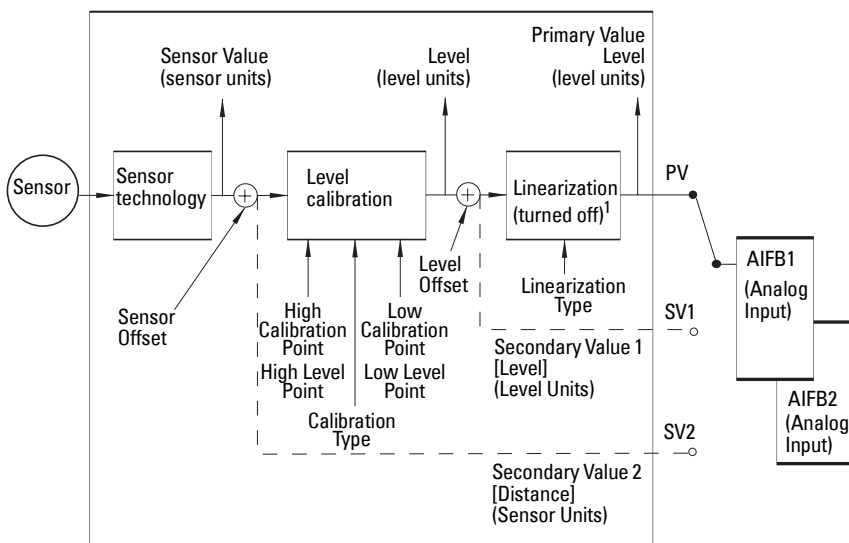 Sensor Value
(sensor units)
Level
(level units)
Primary Value
Level
(level units)
Sensor
Sensor
technology
Level
calibration
Linearization
(turned off)1
PV
AIFB1
(Analog
Input)
Sensor
Offset
High
Calibration
Point
High Level
Point
Low
Calibration
Point
Low Level
Point
Calibration
Type
Level
Offset
Linearization
Type
SV1
Secondary Value 1
[Level]
(Level Units)
AIFB2
(Analog
Input)
SV2
Secondary Value 2
[Distance]
(Sensor Units)